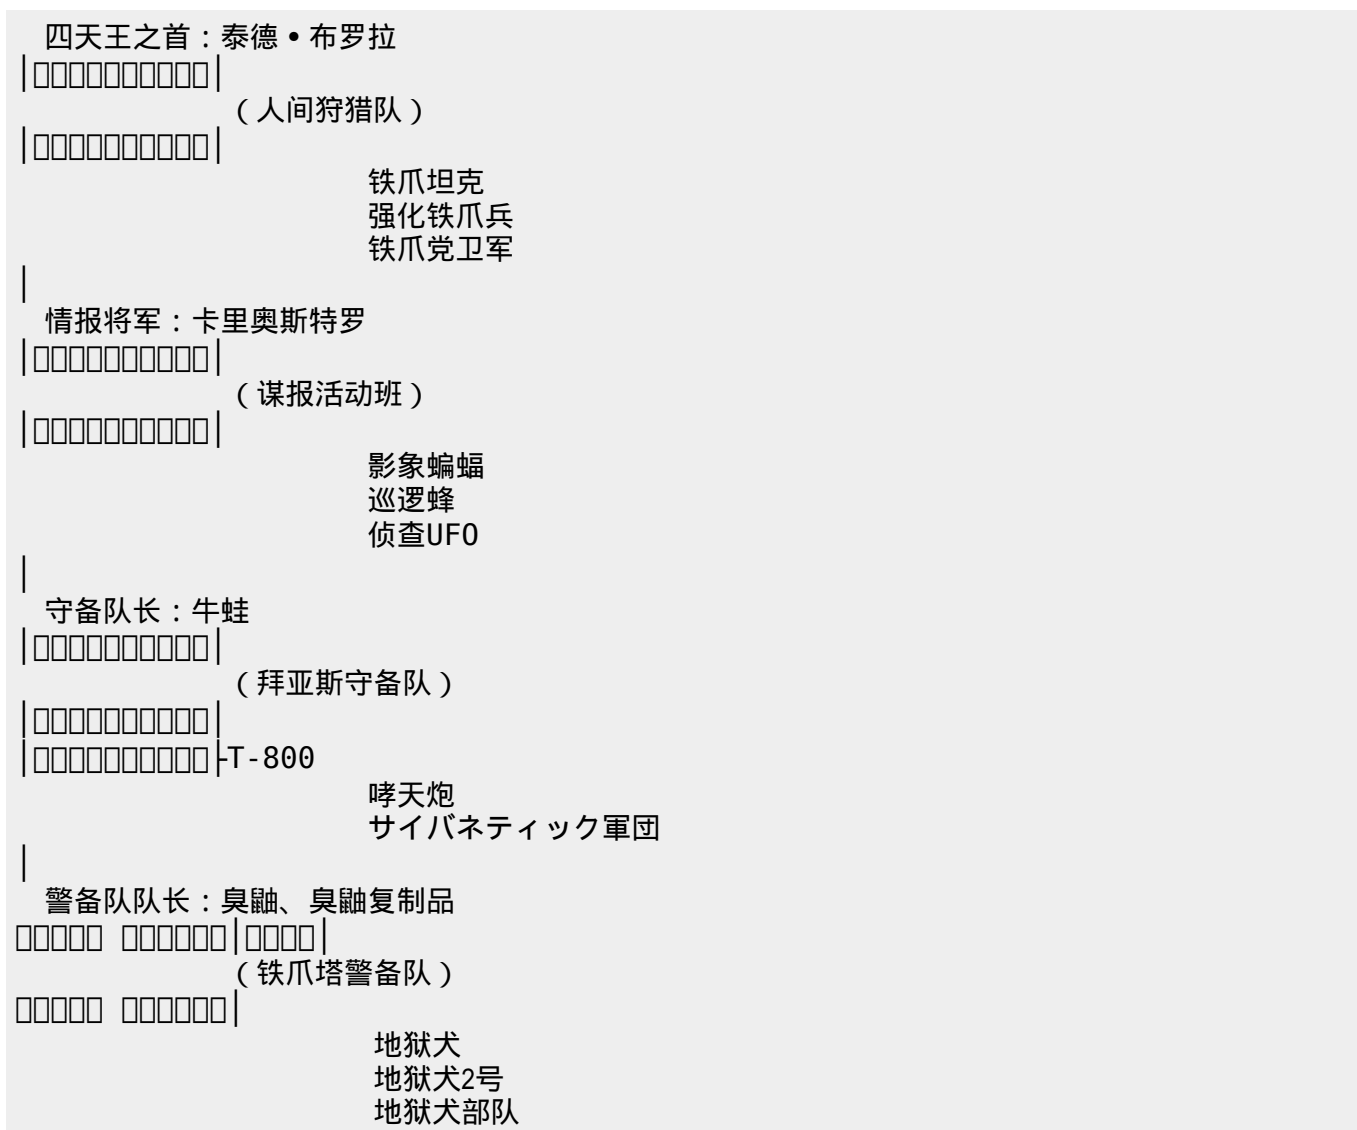 四天王之首：泰德•布罗拉
（人间狩猎队）
铁爪坦克
强化铁爪兵
铁爪党卫军
情报将军：卡里奥斯特罗
（谋报活动班）
影象蝙蝠
巡逻蜂
侦查UFO
守备队长：牛蛙
（拜亚斯守备队）
├T-800
哮天炮
サイバネティック軍団
警备队队长：臭鼬、臭鼬复制品
（铁爪塔警备队）
地狱犬
地狱犬2号
地狱犬部队